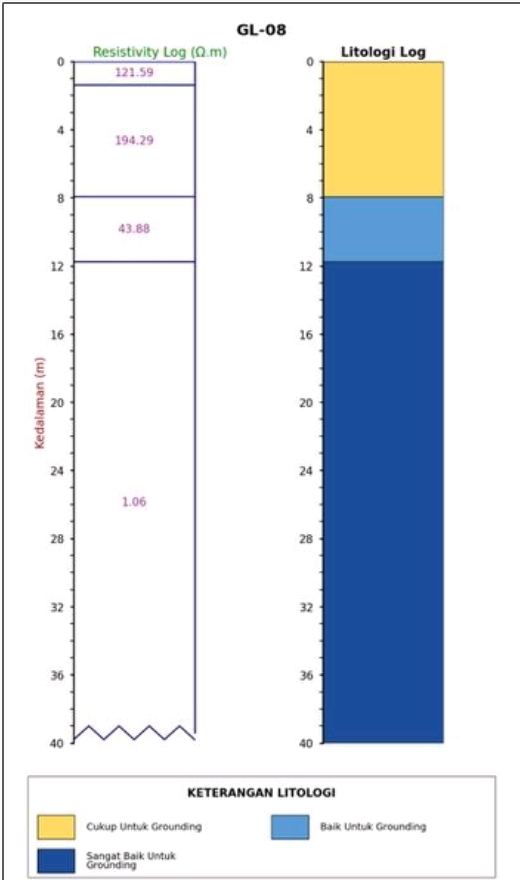 GL-08
Resistivity Log (Ω.m)
Litologi Log
Kedalaman (m)
0
4
8
12
16
20
24
28
32
36
40
121.59
194.29
43.88
1.06
0
4
8
12
16
20
24
28
32
36
40
KETERANGAN LITOLOGI
Cukup Untuk Grounding
Baik Untuk Grounding
Sangat Baik Untuk
Grounding